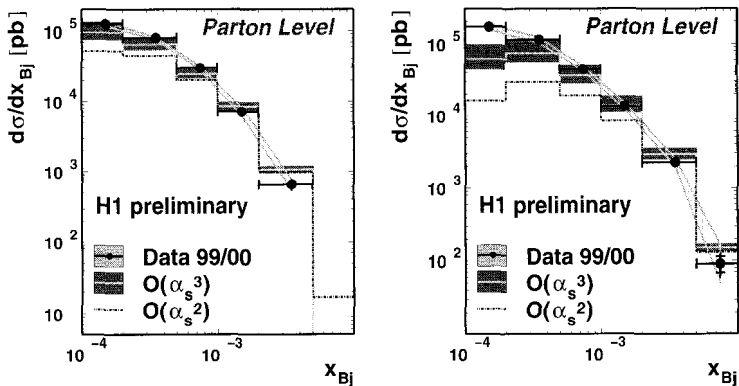 Parton Level
dσ/dx_Bj [pb]
10^5
10^4
10^3
10^2
10
H1 preliminary
Data 99/00
O(α_s^3)
O(α_s^2)
10^-4
10^-3
x_Bj
Parton Level
dσ/dx_Bj [pb]
10^5
10^4
10^3
10^2
H1 preliminary
Data 99/00
O(α_s^3)
O(α_s^2)
10^-4
10^-3
x_Bj